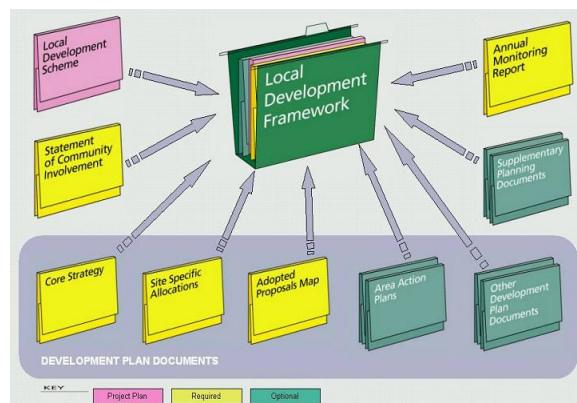 Local
Development
Scheme
Local
Development
Framework
Annual
Monitoring
Report
Statement
of Community
Involvement
Supplementary
Planning
Documents
Core Strategy
Site Specific
Allocations
Adopted
Proposals Map
Area Action
Plans
Other
Development
Plan
Documents
DEVELOPMENT PLAN DOCUMENTS
KEY
Project Plan
Required
Optional